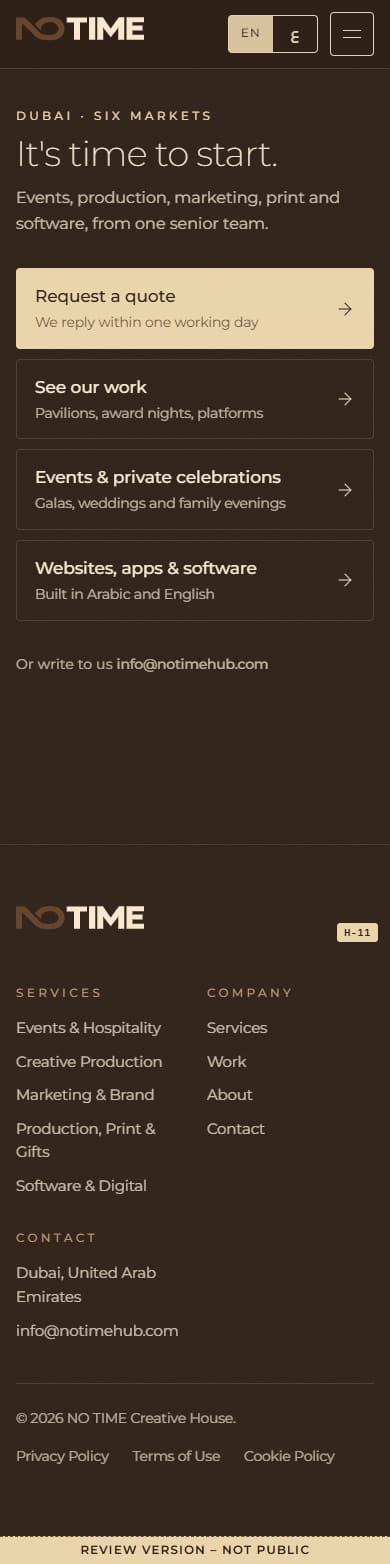 NO TIME
EN
ع
DUBAI · SIX MARKETS
It's time to start.
Events, production, marketing, print and
software, from one senior team.
Request a quote
We reply within one working day
See our work
Pavilions, award nights, platforms
Events & private celebrations
Galas, weddings and family evenings
Websites, apps & software
Built in Arabic and English
Or write to us info@notimehub.com
NO TIME
H-11
SERVICES
Events & Hospitality
Creative Production
Marketing & Brand
Production, Print &
Gifts
Software & Digital
COMPANY
Services
Work
About
Contact
CONTACT
Dubai, United Arab
Emirates
info@notimehub.com
© 2026 NO TIME Creative House.
Privacy Policy Terms of Use Cookie Policy
REVIEW VERSION – NOT PUBLIC